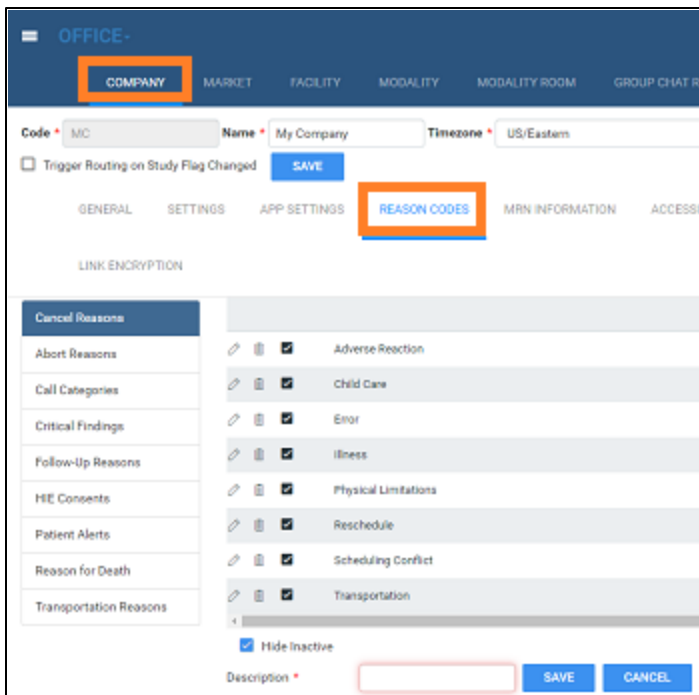 OFFICE-
COMPANY MARKET FACILITY MODALITY MODALITY ROOM GROUP CHAT R
Code * MC Name * My Company Timezone * US/Eastern
Trigger Routing on Study Flag Changed SAVE
GENERAL SETTINGS APP SETTINGS REASON CODES MRN INFORMATION ACCESS
LINK ENCRYPTION
Cancel Reasons
Abort Reasons Adverse Reaction
Call Categories Child Care
Critical Findings Error
Follow-Up Reasons Illness
HIE Consents Physical Limitations
Patient Alerts Reschedule
Reason for Death Scheduling Conflict
Transportation Reasons Transportation
Hide Inactive
Description * SAVE CANCEL